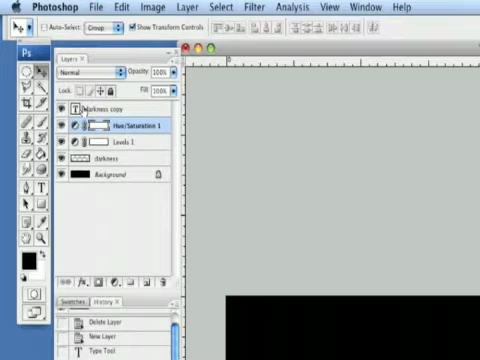 Photoshop File Edit Image Layer Select Filter Analysis View Window Help
Auto-Select: Group Show Transform Controls
Ps
Layers ×
Normal Opacity: 100%
Lock: Fill: 100%
T darkness copy
Hue/Saturation 1
Levels 1
darkness
Background
0
T
fx
Swatches History ×
Delete Layer
New Layer
T Type Tool